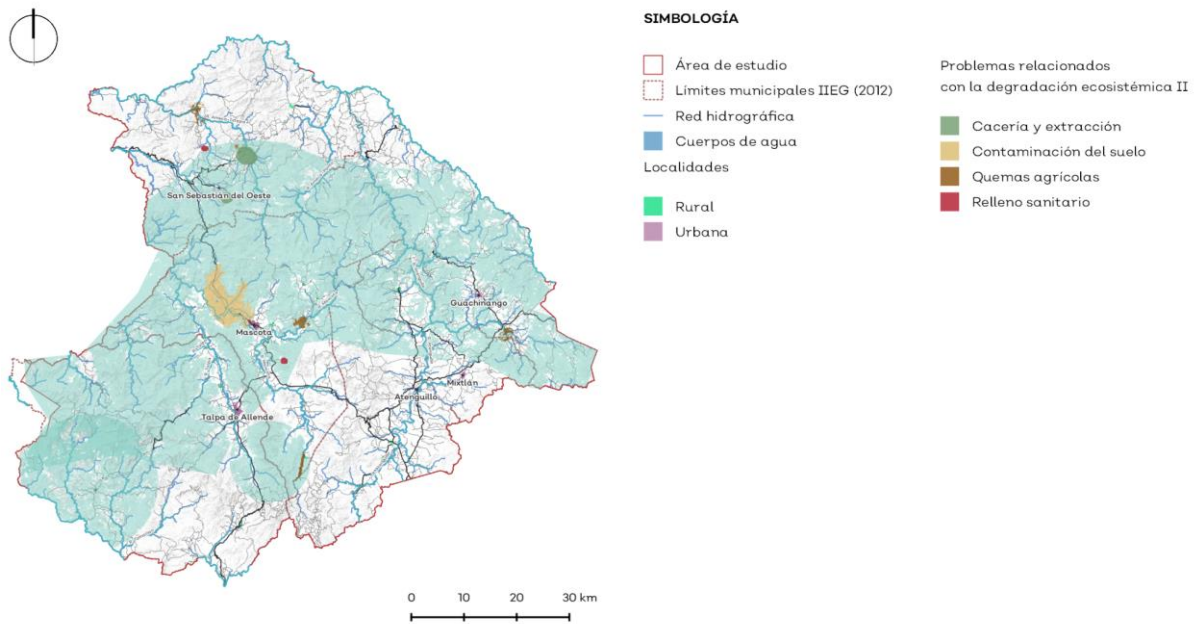 San Sebastián del Oeste
Guachinango
Mascota
Mixtlán
Atenguillo
Talpa de Allende
0 10 20 30 km
SIMBOLOGÍA
Área de estudio
Límites municipales IIEG (2012)
Red hidrográfica
Cuerpos de agua
Localidades
Rural
Urbana
Problemas relacionados
con la degradación ecosistémica II
Cacería y extracción
Contaminación del suelo
Quemas agrícolas
Relleno sanitario